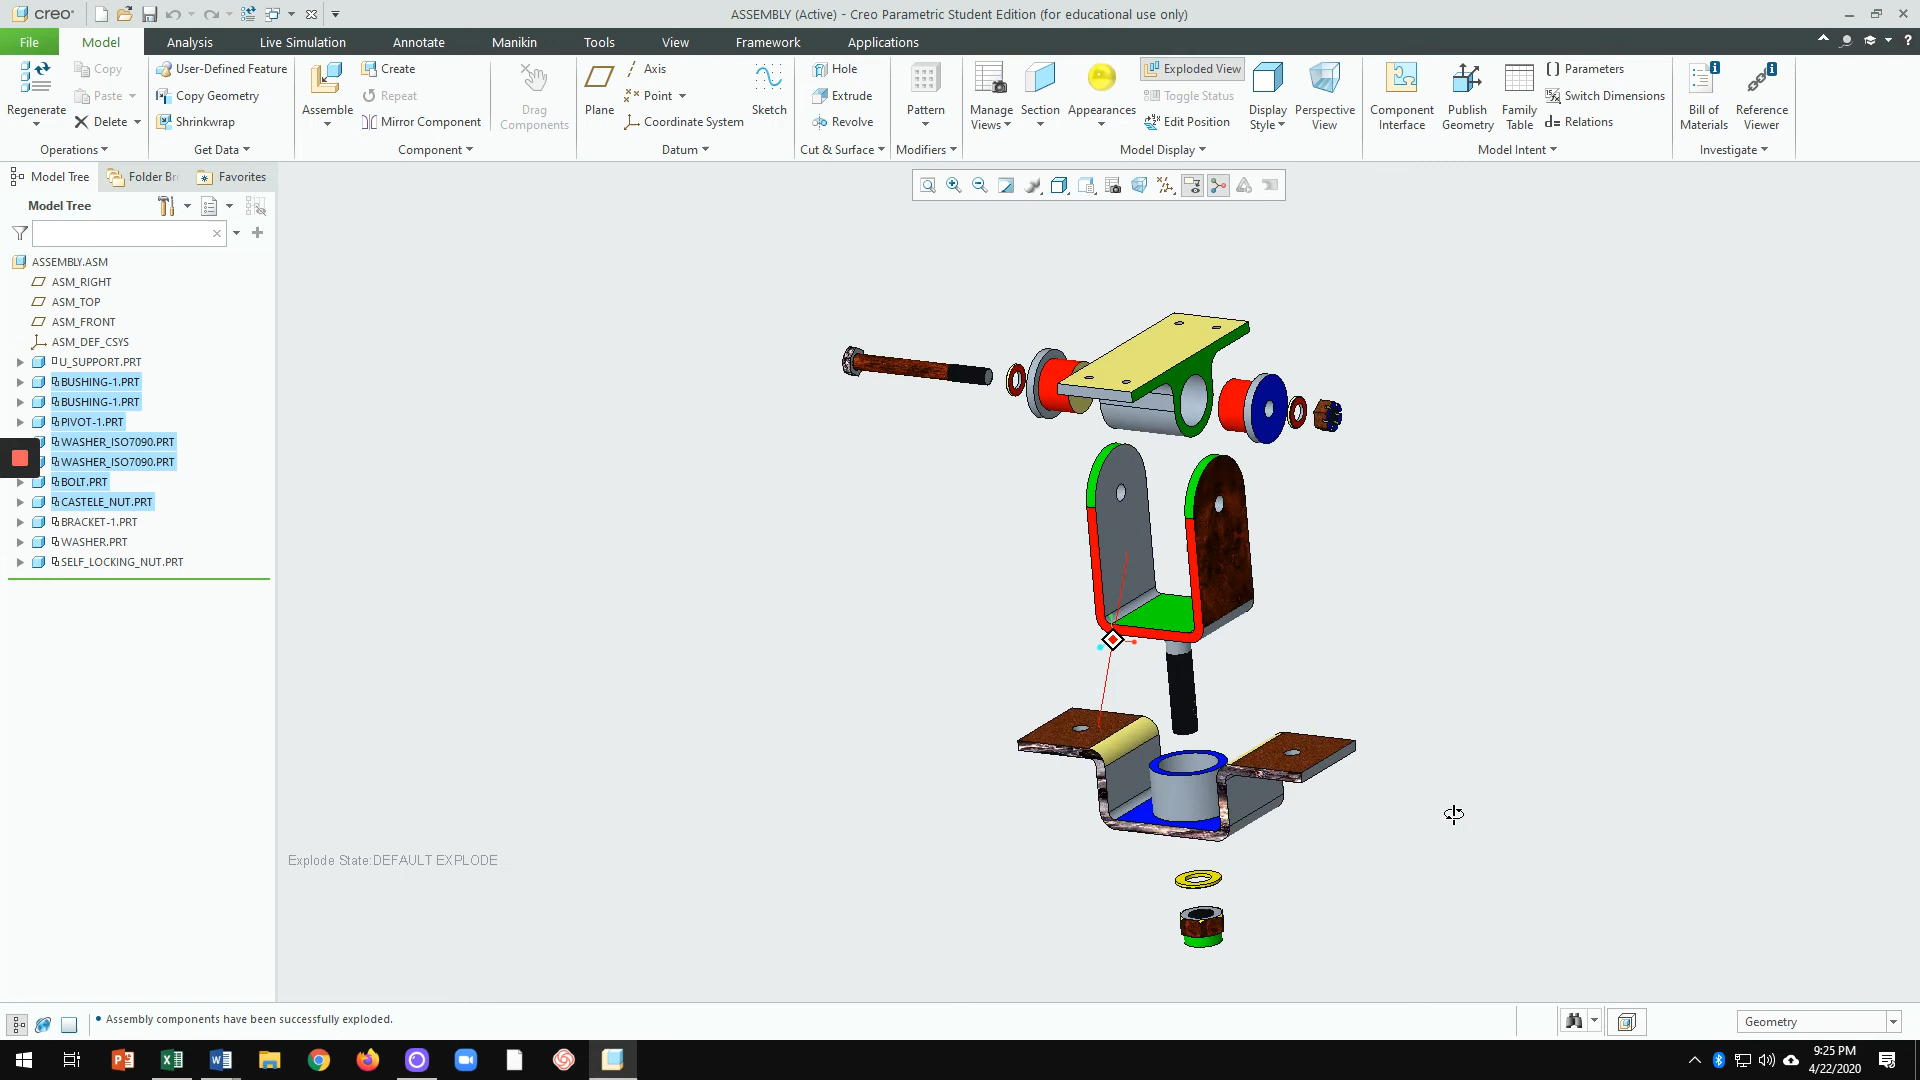 creo
ASSEMBLY (Active) - Creo Parametric Student Edition (for educational use only)
File Model Analysis Live Simulation Annotate Manikin Tools View Framework Applications
Regenerate
Copy
Paste
Delete
Operations
User-Defined Feature
Copy Geometry
Shrinkwrap
Get Data
Assemble
Create
Repeat
Mirror Component
Component
Drag
Components
Plane
Axis
Point
Coordinate System
Sketch
Datum
Hole
Extrude
Revolve
Cut & Surface
Pattern
Modifiers
Manage
Views
Section
Appearances
Exploded View
Toggle Status
Edit Position
Display
Style
Perspective
View
Model Display
Component
Interface
Publish
Geometry
Family
Table
Parameters
Switch Dimensions
Relations
Model Intent
Bill of
Materials
Reference
Viewer
Investigate
Model Tree Folder Br Favorites
Model Tree
ASSEMBLY.ASM
ASM_RIGHT
ASM_TOP
ASM_FRONT
ASM_DEF_CSYS
U_SUPPORT.PRT
BUSHING-1.PRT
BUSHING-1.PRT
PIVOT-1.PRT
WASHER_ISO7090.PRT
WASHER_ISO7090.PRT
BOLT.PRT
CASTELE_NUT.PRT
BRACKET-1.PRT
WASHER.PRT
SELF_LOCKING_NUT.PRT
Explode State:DEFAULT EXPLODE
• Assembly components have been successfully exploded.
Geometry
9:25 PM
4/22/2020